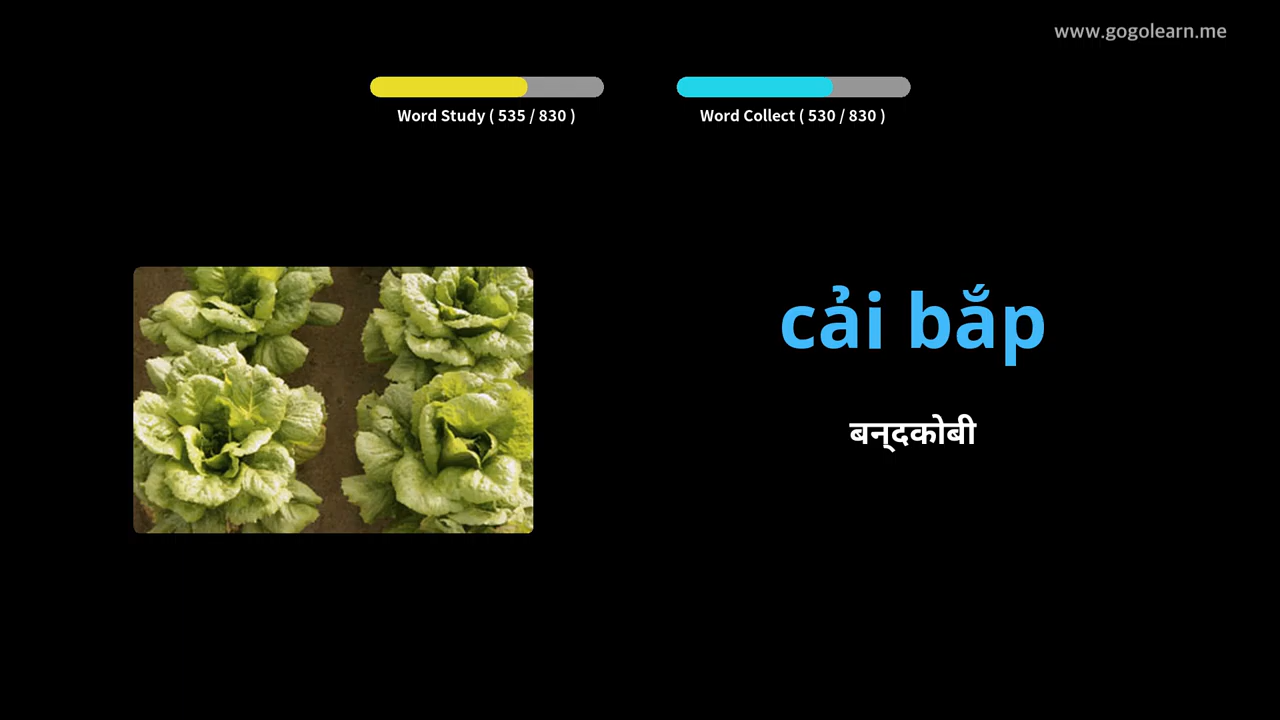 www.gogolearn.me
Word Study ( 535 / 830 )
Word Collect ( 530 / 830 )
cải bắp
बन्‌दकोबी